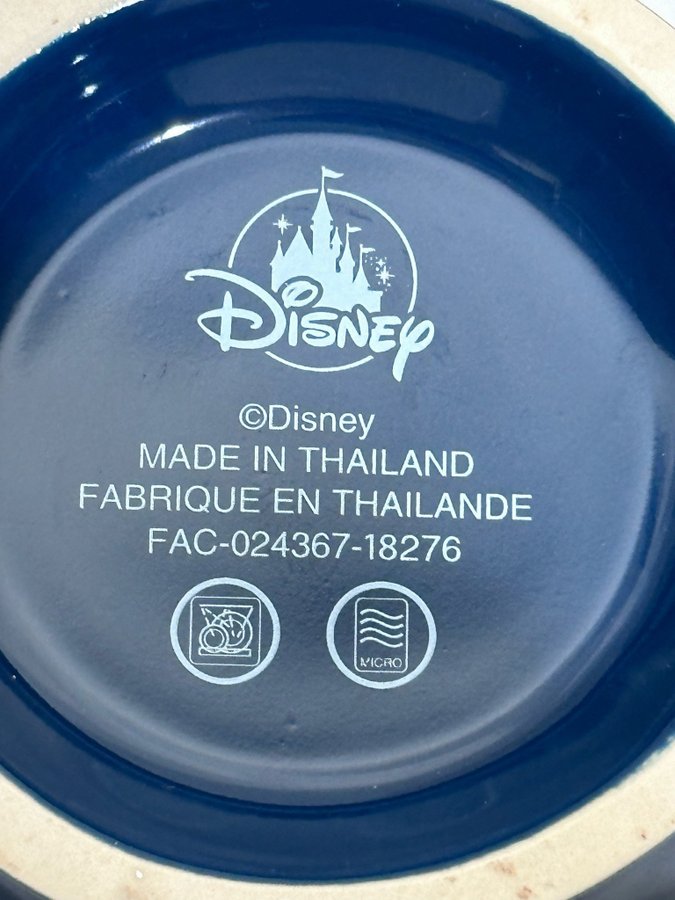 Disney
©Disney
MADE IN THAILAND
FABRIQUE EN THAILANDE
FAC-024367-18276
MICRO